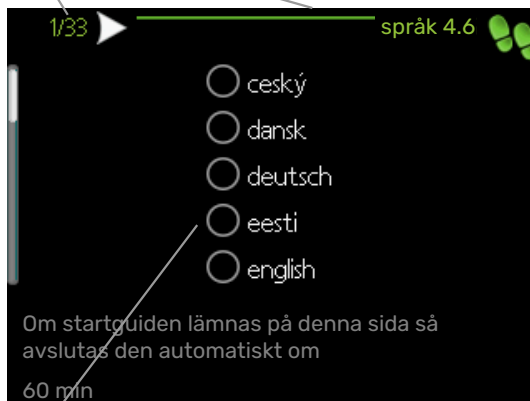 1/33
språk 4.6
ceský
dansk
deutsch
eesti
english
Om startguiden lämnas på denna sida så
avslutas den automatiskt om
60 min